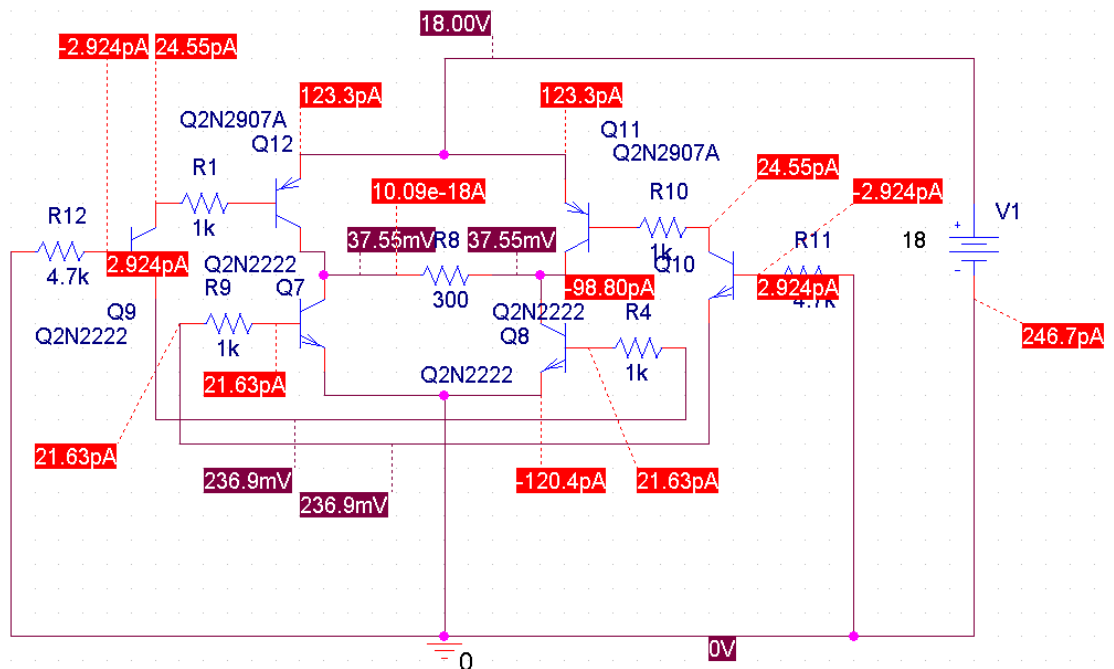 18.00V
-2.924pA 24.55pA
123.3pA 123.3pA
Q2N2907A Q11
Q12 Q2N2907A
R1 24.55pA
10.09e-18A R10 -2.924pA
R12 V1
1k 37.55mV R8 37.55mV 1k R11 18
+
4.7k 2.924pA Q2N2222 Q10
R9 Q7 300 -98.80pA 2.924pA 4.7k
-
Q9 Q2N2222 R4
Q2N2222 1k Q8 246.7pA
Q2N2222 1k
21.63pA
21.63pA 236.9mV -120.4pA 21.63pA
236.9mV
0V
0